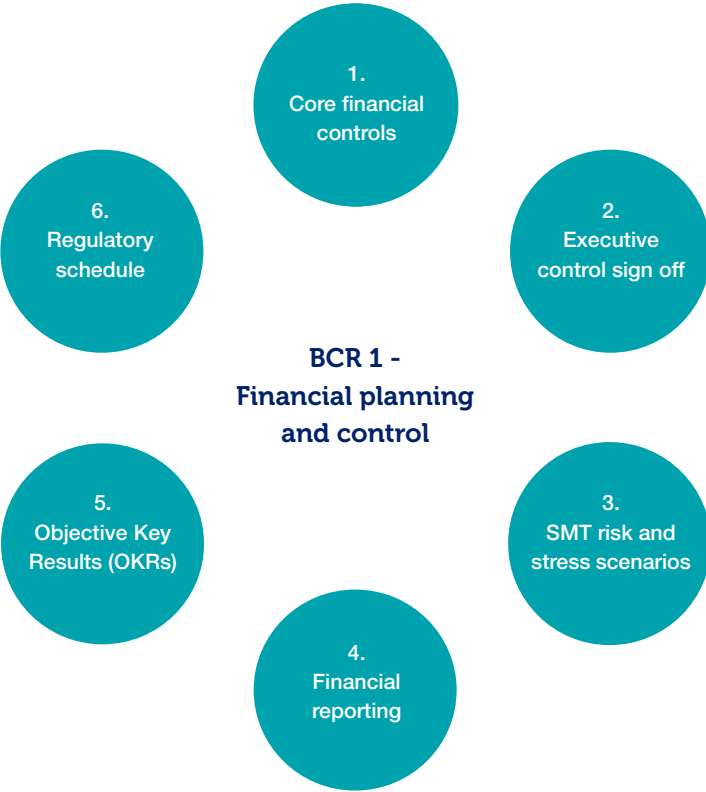 1.
Core financial
controls
2.
Executive
control sign off
3.
SMT risk and
stress scenarios
4.
Financial
reporting
5.
Objective Key
Results (OKRs)
6.
Regulatory
schedule
BCR 1 -
Financial planning
and control